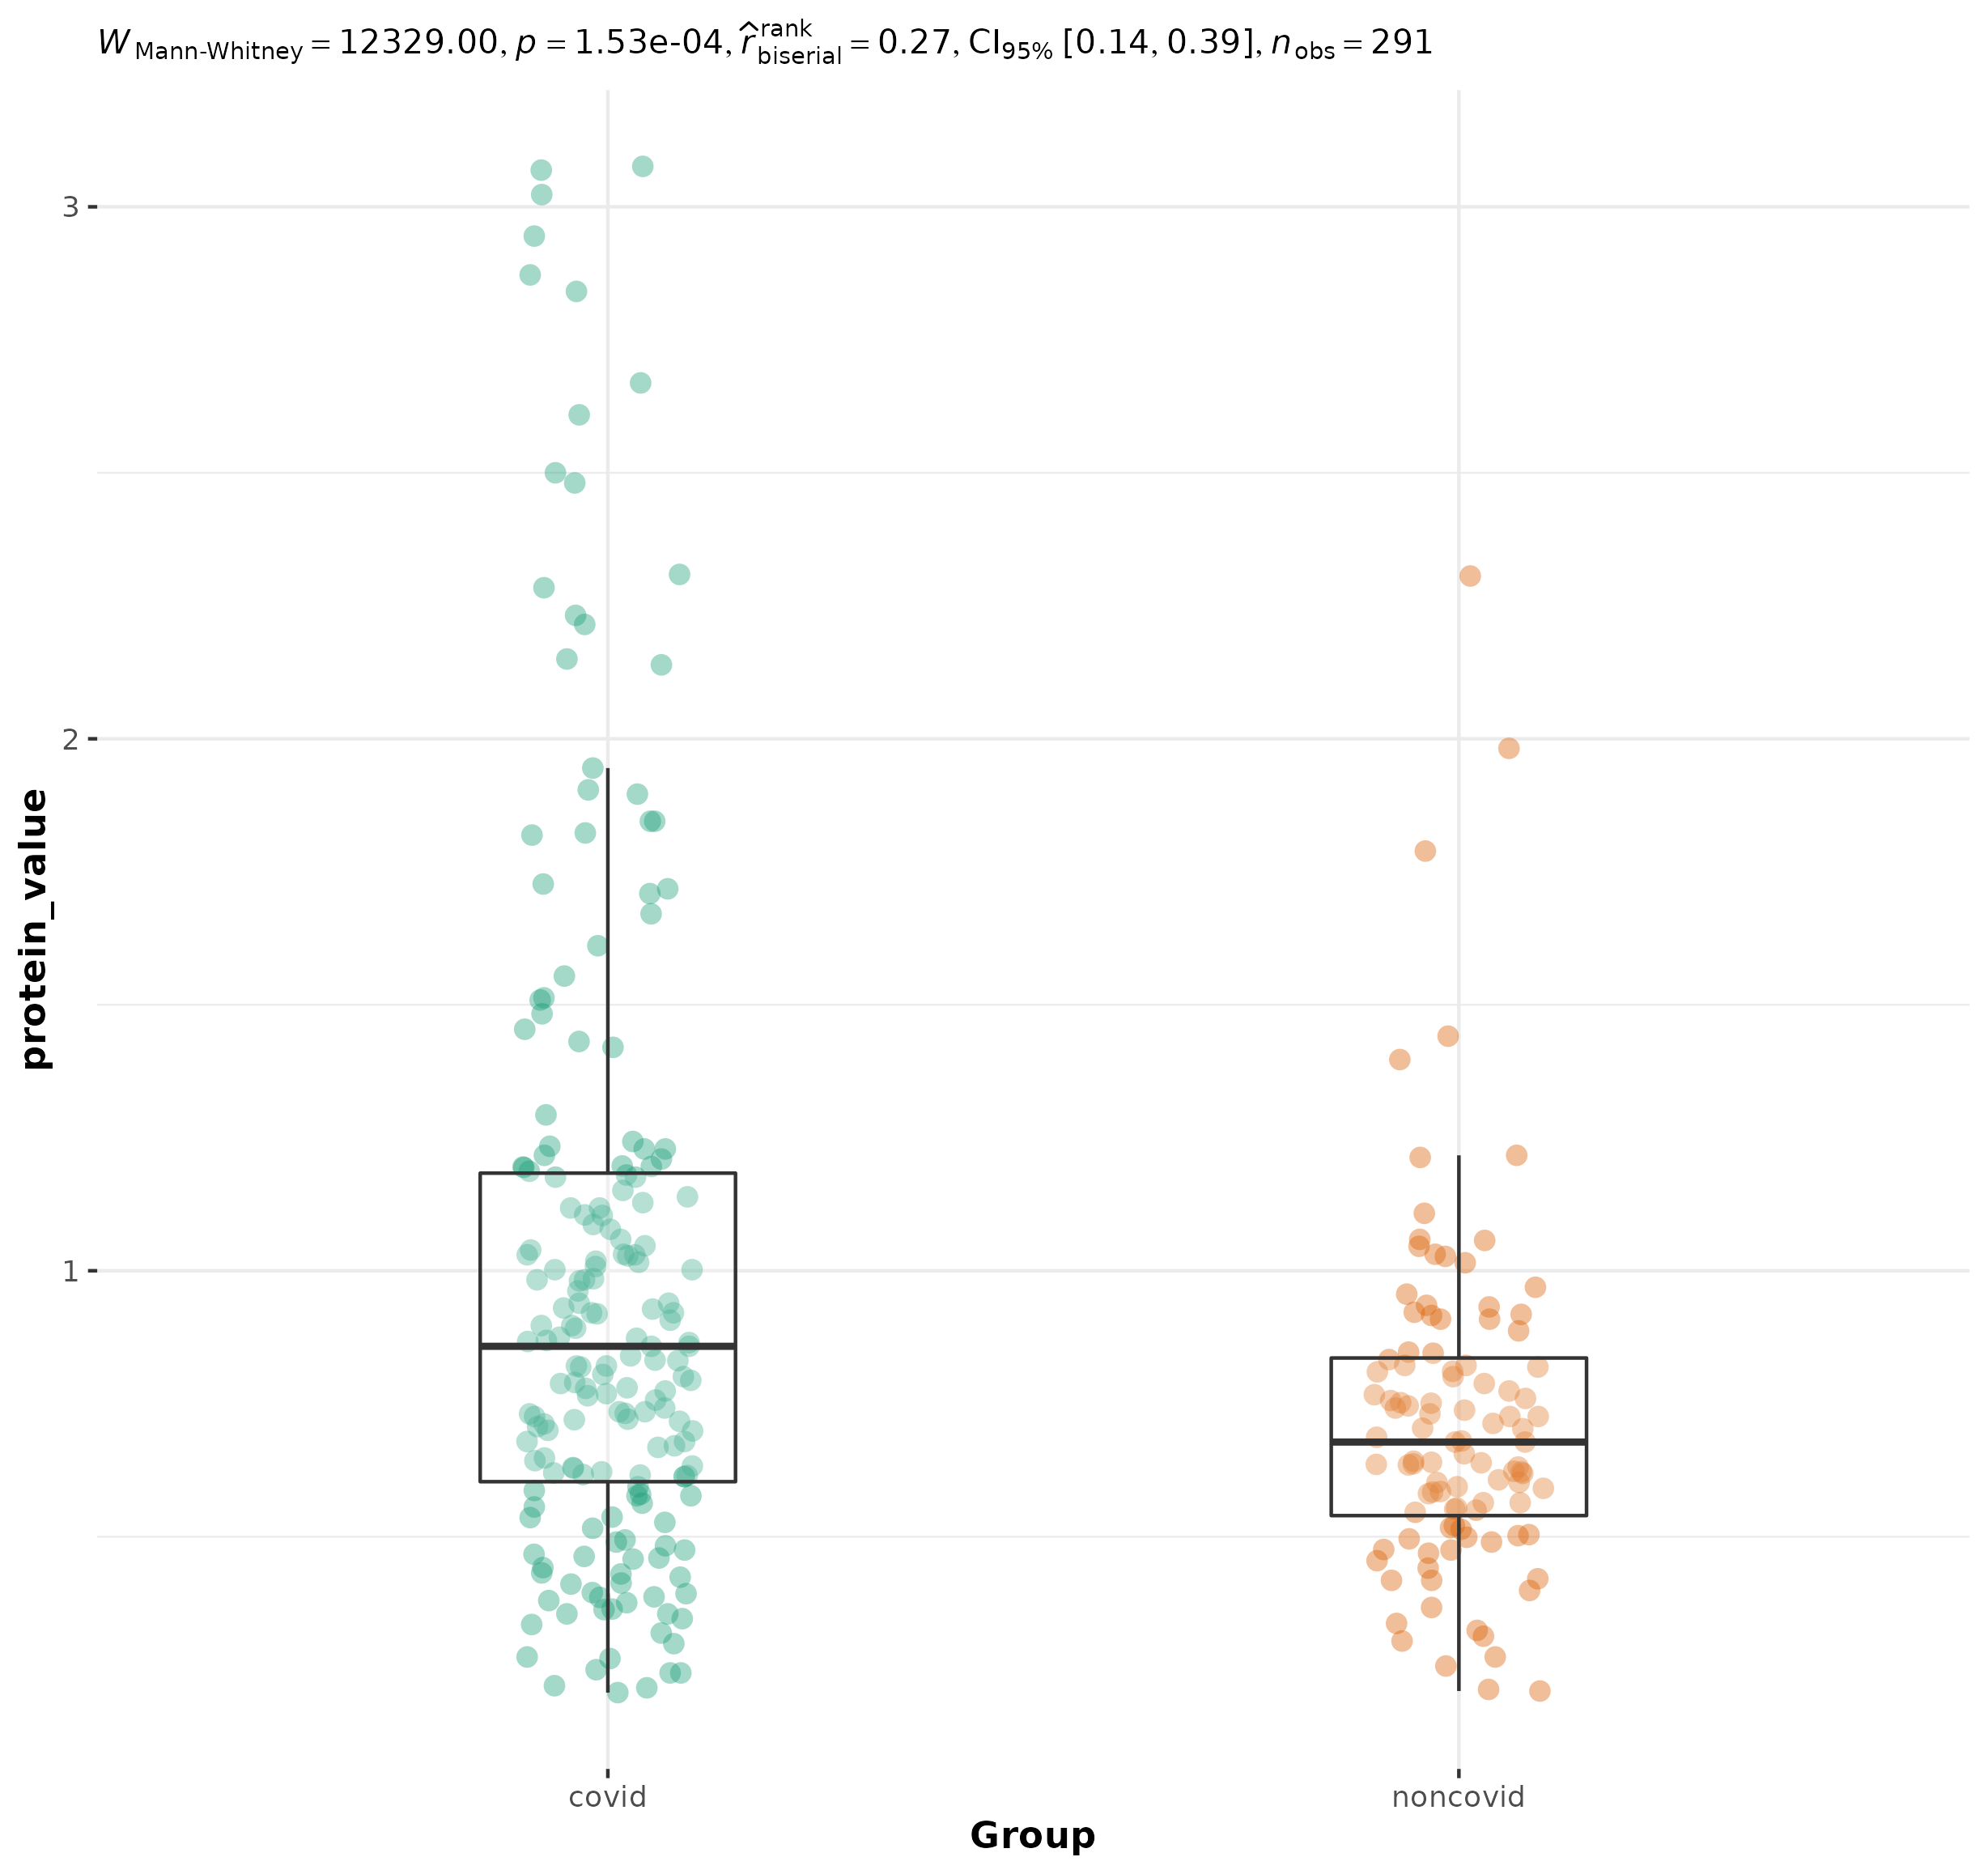 W Mann-Whitney = 12329.00, p = 1.53e-04, r̂ rank biserial = 0.27, CI95% [0.14, 0.39], n obs = 291
3
2
1
protein_value
covid noncovid
Group